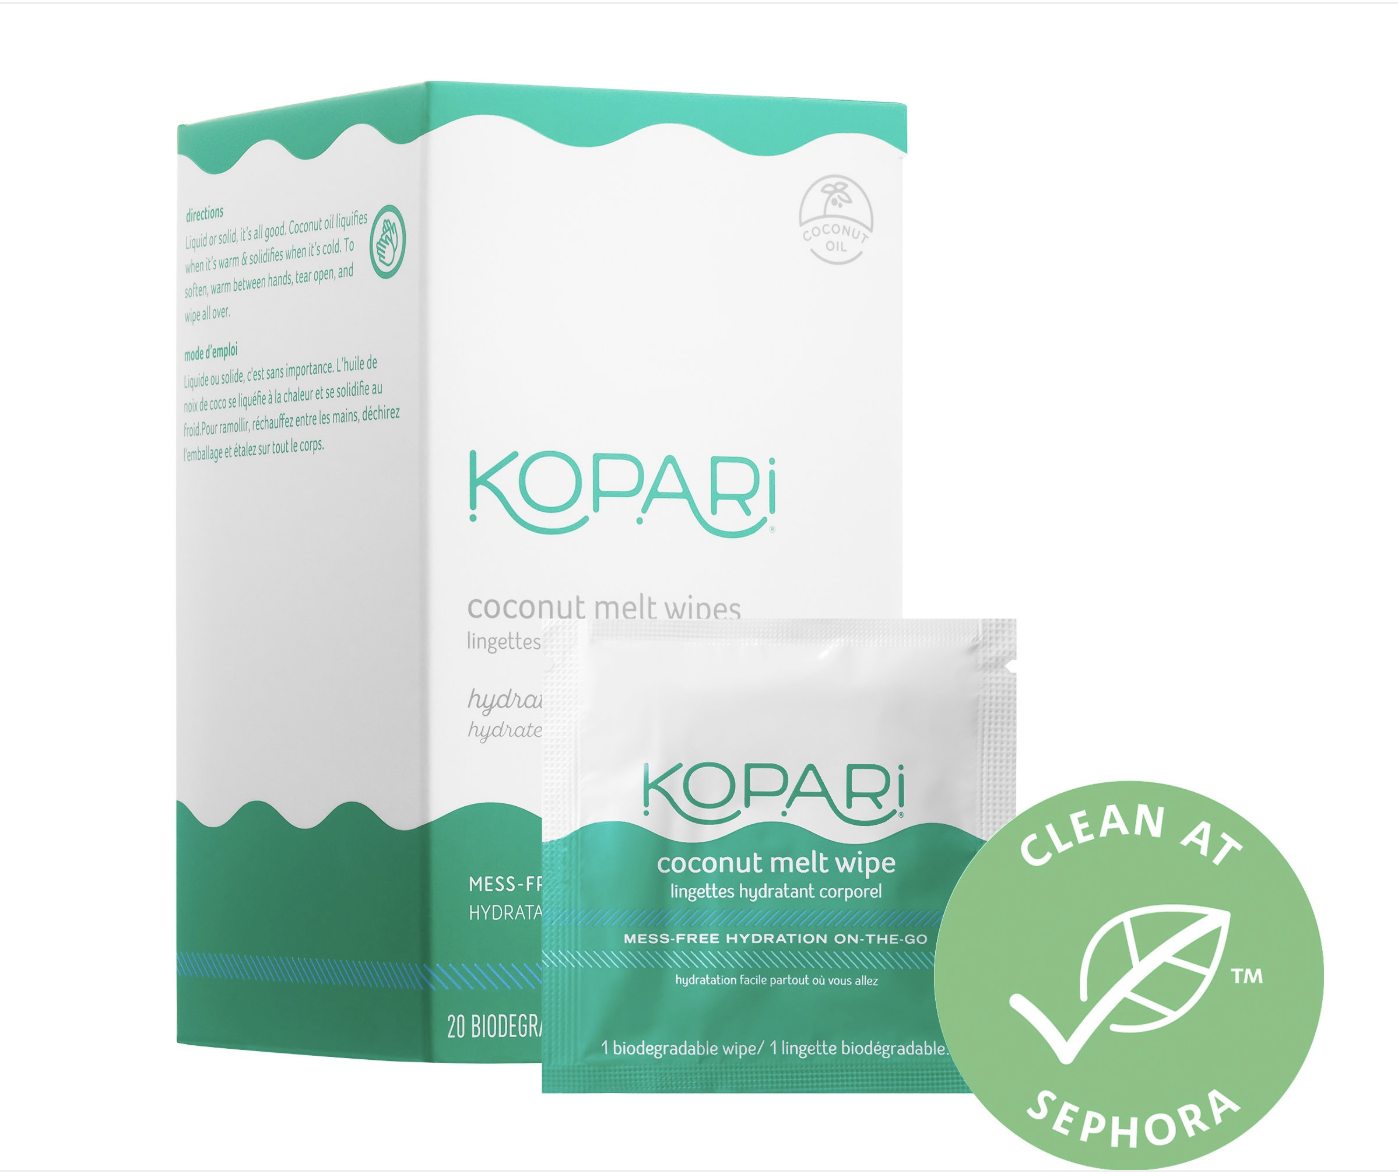 directions
Liquid or solid, it's all good. Coconut oil liquifies
when it's warm & solidifies when it's cold. To
soften, warm between hands, tear open, and
wipe all over.
mode d'emploi
Liquide ou solide, c'est sans importance. L'huile de
noix de coco se liquéfie à la chaleur et se solidifie au
froid.Pour ramollir, réchauffez entre les mains, déchirez
l'emballage et étalez sur tout le corps.
COCONUT
OIL
KOPARi®
coconut melt wipes
lingettes
hydrat
hydrate
MESS-FR
HYDRATA
20 BIODEGRA
KOPARi®
coconut melt wipe
lingettes hydratant corporel
MESS-FREE HYDRATION ON-THE-GO
hydratation facile partout où vous allez
1 biodegradable wipe/ 1 lingette biodégradable
CLEAN AT
TM
SEPHORA